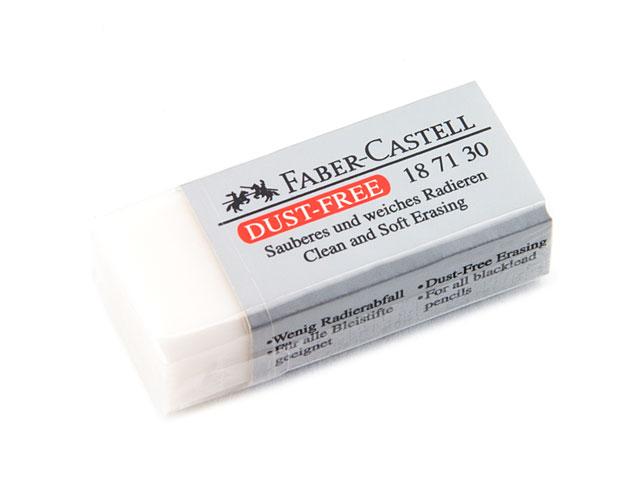 FABER-CASTELL
DUST-FREE 18 71 30
Sauberes und weiches Radieren
Clean and Soft Erasing
•Wenig Radierabfall
•Für alle Bleistifte
geeignet
•Dust-Free Erasing
•For all blacklead
pencils